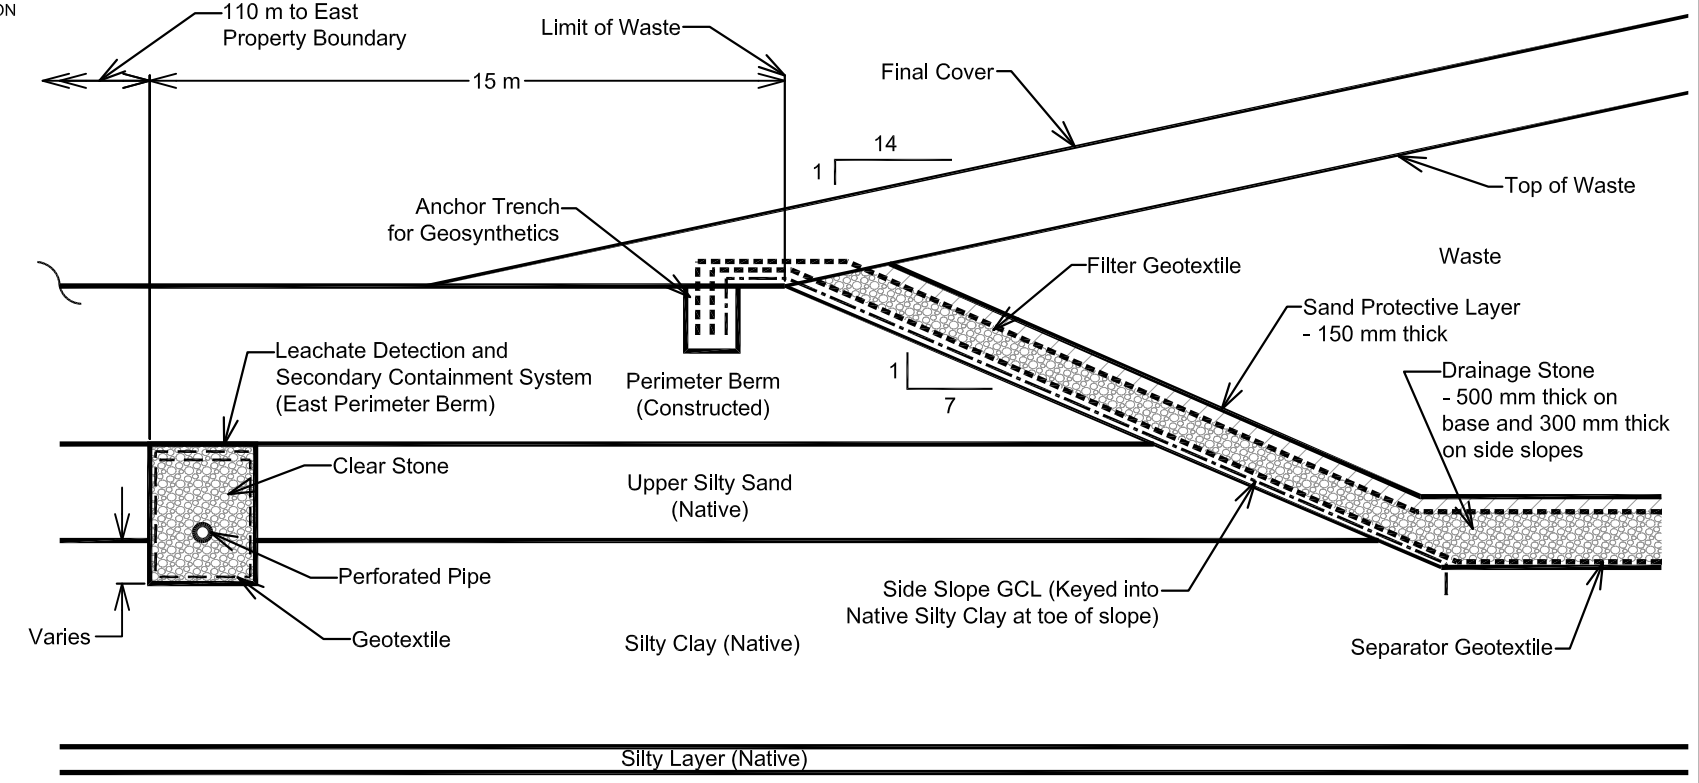 ON
110 m to East
Property Boundary
Limit of Waste
15 m
Final Cover
14
1
Top of Waste
Anchor Trench
for Geosynthetics
Waste
Filter Geotextile
Sand Protective Layer
- 150 mm thick
Leachate Detection and
Secondary Containment System
(East Perimeter Berm)
Perimeter Berm
(Constructed)
1
7
Drainage Stone
- 500 mm thick on
base and 300 mm thick
on side slopes
Clear Stone
Upper Silty Sand
(Native)
Perforated Pipe
Side Slope GCL (Keyed into
Native Silty Clay at toe of slope)
Varies
Geotextile
Silty Clay (Native)
Separator Geotextile
Silty Layer (Native)